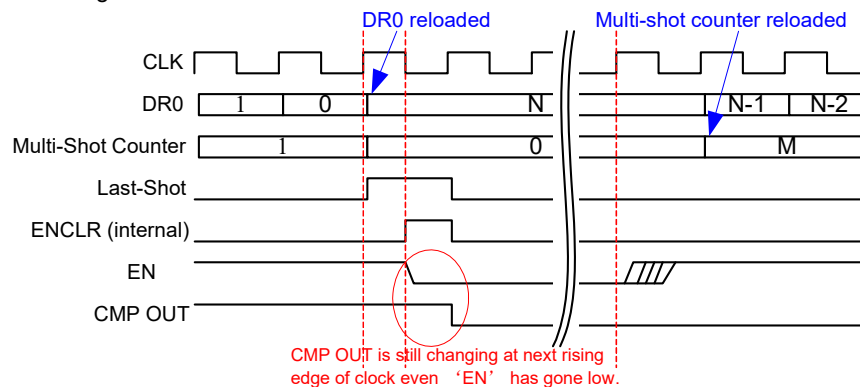 DR0 reloaded
Multi-shot counter reloaded
CLK
DR0
1
0
N
N-1
N-2
Multi-Shot Counter
1
0
M
Last-Shot
ENCLR (internal)
EN
CMP OUT
CMP OUT is still changing at next rising
edge of clock even ‘EN’ has gone low.